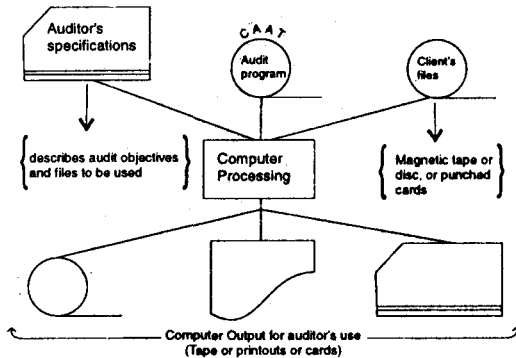 Auditor's
specifications
CAAT
Audit
program
Client's
files
describes audit objectives
and files to be used
Computer
Processing
Magnetic tape or
disc, or punched
cards
Computer Output for auditor's use
(Tape or printouts or cards)